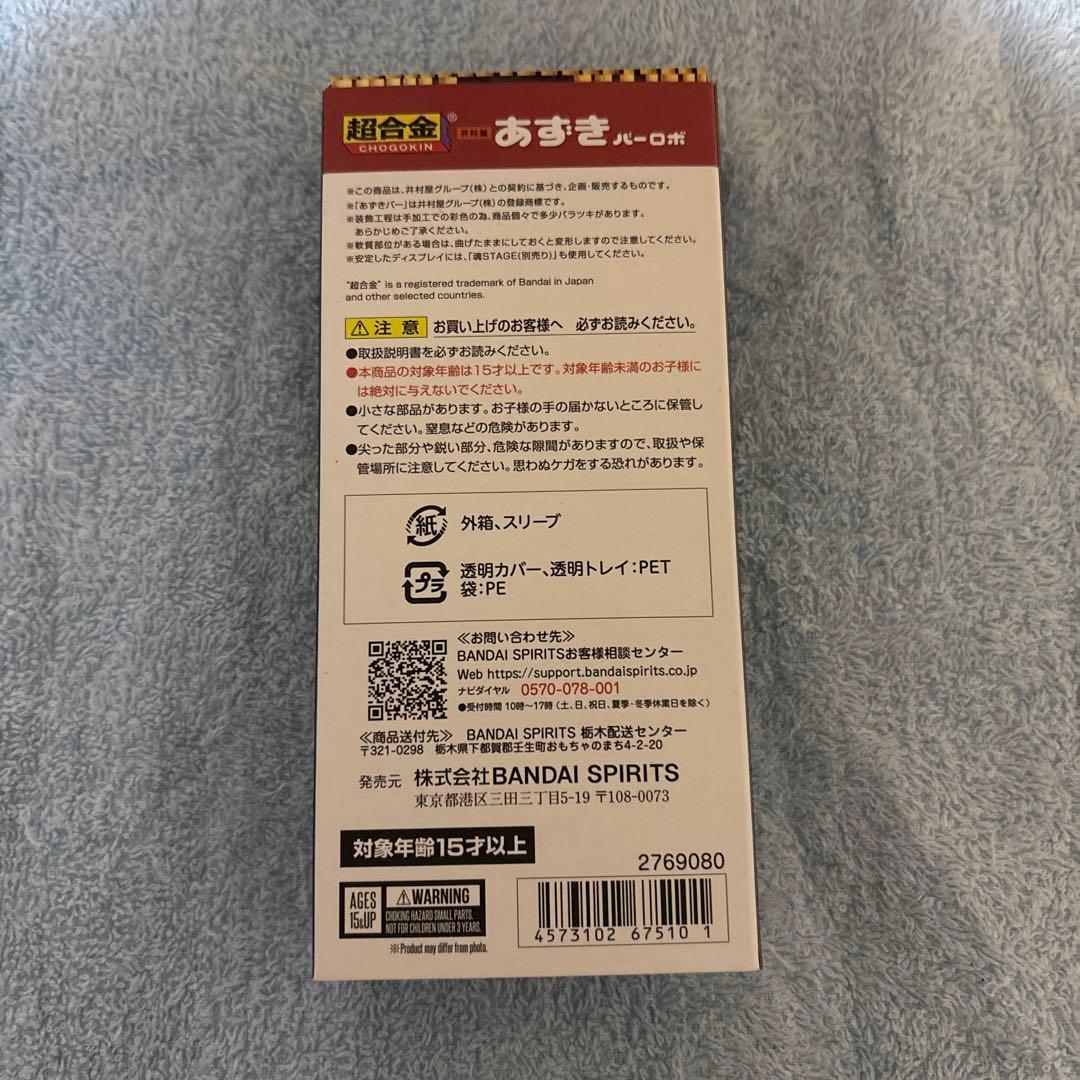 超合金® 井村屋 あずきバーロボ
CHOGOKIN
※この商品は、井村屋グループ(株)との契約に基づき、企画・販売するものです。
※「あずきバー」は井村屋グループ(株)の登録商標です。
※装飾工程は手加工での彩色の為、商品個々で多少バラツキがあります。
あらかじめご了承ください。
※軟質部位がある場合は、曲げたままにしておくと変形しますので注意してください。
※安定したディスプレイには、「魂STAGE(別売り)」も使用してください。
"超合金" is a registered trademark of Bandai in Japan
and other selected countries.
⚠注意 お買い上げのお客様へ 必ずお読みください。
●取扱説明書を必ずお読みください。
●本商品の対象年齢は15才以上です。対象年齢未満のお子様に
は絶対に与えないでください。
●小さな部品があります。お子様の手の届かないところに保管し
てください。窒息などの危険があります。
●尖った部分や鋭い部分、危険な隙間がありますので、取扱や保
管場所に注意してください。思わぬケガをする恐れがあります。
紙 外箱、スリーブ
プラ 透明カバー、透明トレイ:PET
袋:PE
≪お問い合わせ先≫
BANDAI SPIRITSお客様相談センター
Web https://support.bandaispirits.co.jp
ナビダイヤル 0570-078-001
●受付時間 10時~17時(土、日、祝日、夏季・冬季休業日を除く)
≪商品送付先≫ BANDAI SPIRITS 栃木配送センター
〒321-0298 栃木県下都賀郡壬生町おもちゃのまち4-2-20
発売元 株式会社BANDAI SPIRITS
東京都港区三田三丁目5-19 〒108-0073
対象年齢15才以上
2769080
AGES
15&UP
⚠WARNING
CHOKING HAZARD SMALL PARTS.
NOT FOR CHILDREN UNDER 3 YEARS.
※Product may differ from photo.
4573102 67510 1